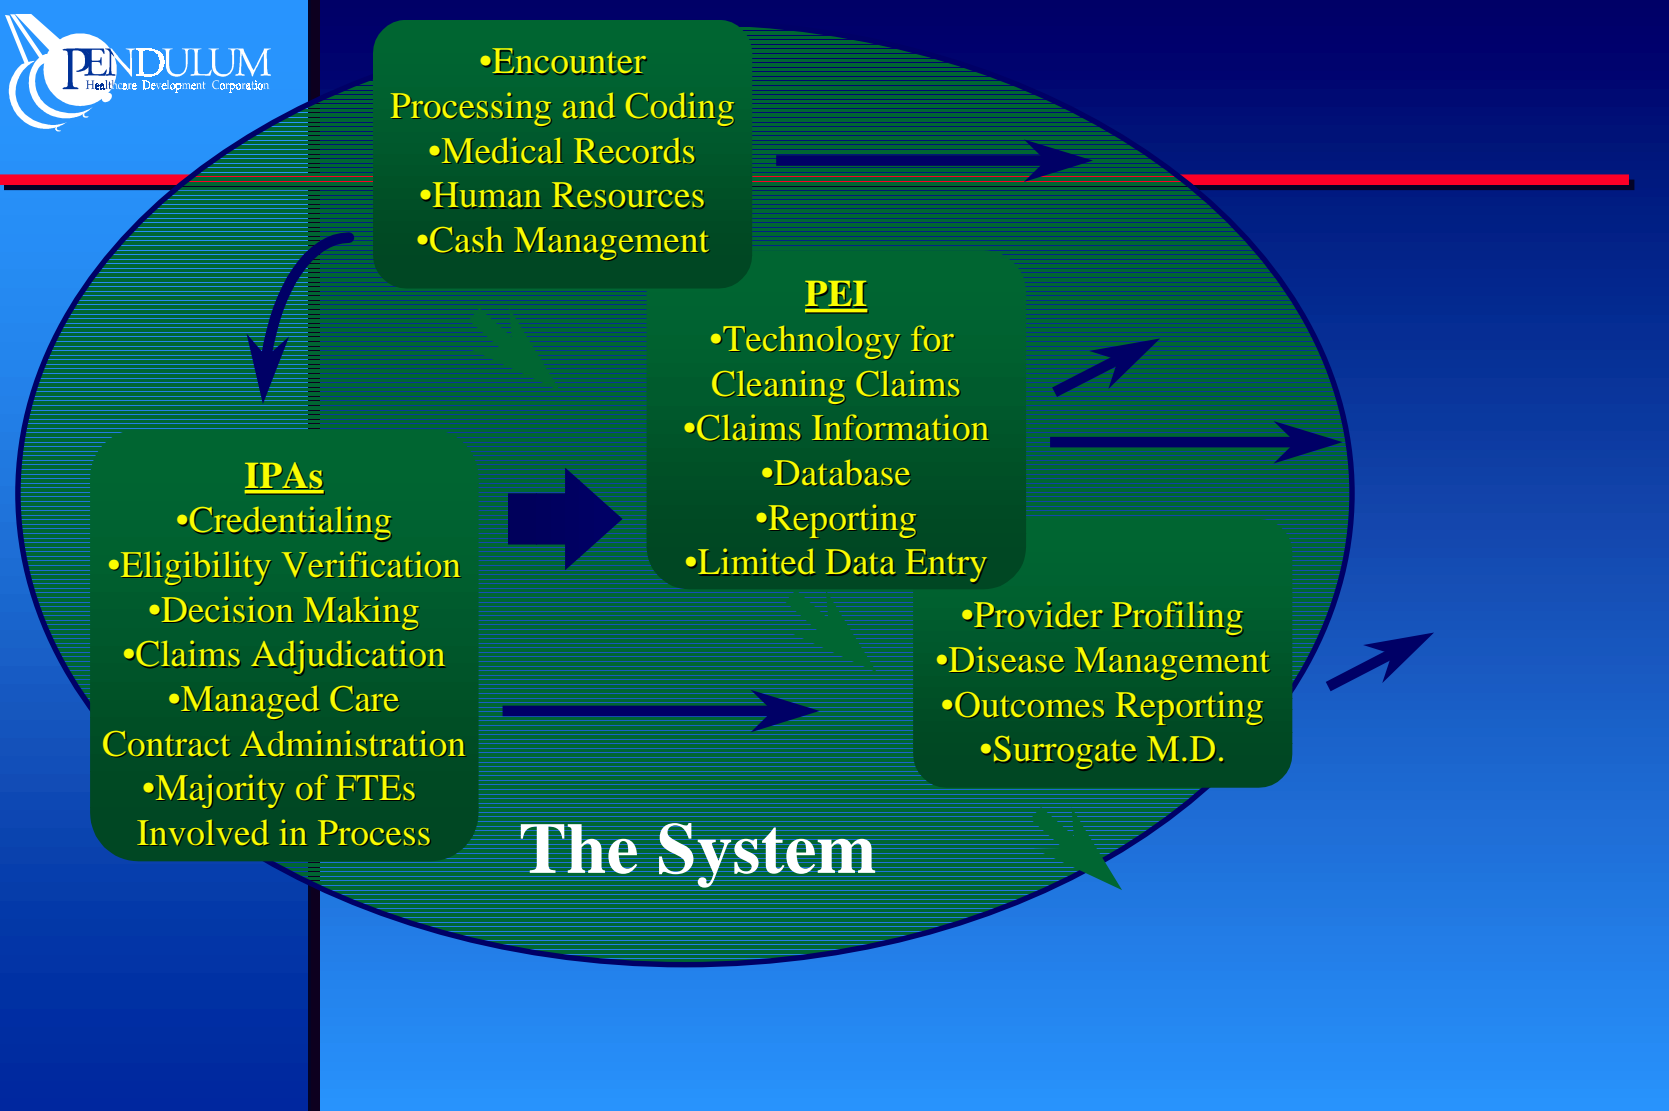 PENDULUM
Healthcare Development Corporation
•Encounter
Processing and Coding
•Medical Records
•Human Resources
•Cash Management
PEI
•Technology for
Cleaning Claims
•Claims Information
•Database
•Reporting
•Limited Data Entry
IPAs
•Credentialing
•Eligibility Verification
•Decision Making
•Claims Adjudication
•Managed Care
Contract Administration
•Majority of FTEs
Involved in Process
•Provider Profiling
•Disease Management
•Outcomes Reporting
•Surrogate M.D.
The System